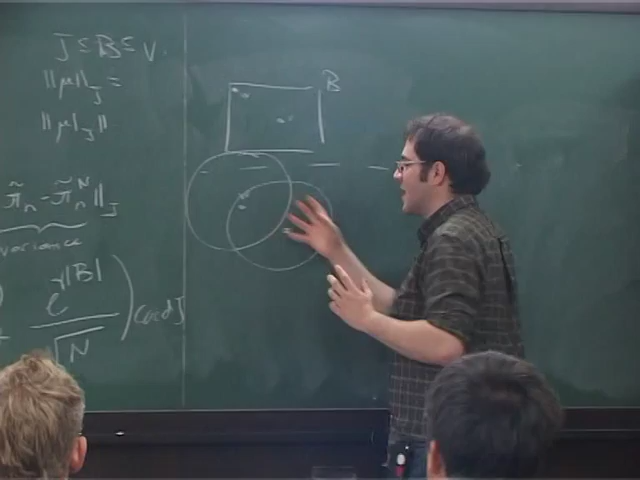 J ≤ B ≤ V.
‖μ‖_J =
‖μ|_J‖
π̃_n - π̃_n^N ‖_J
variance
e^{γ|B|} / √N ) card J
B